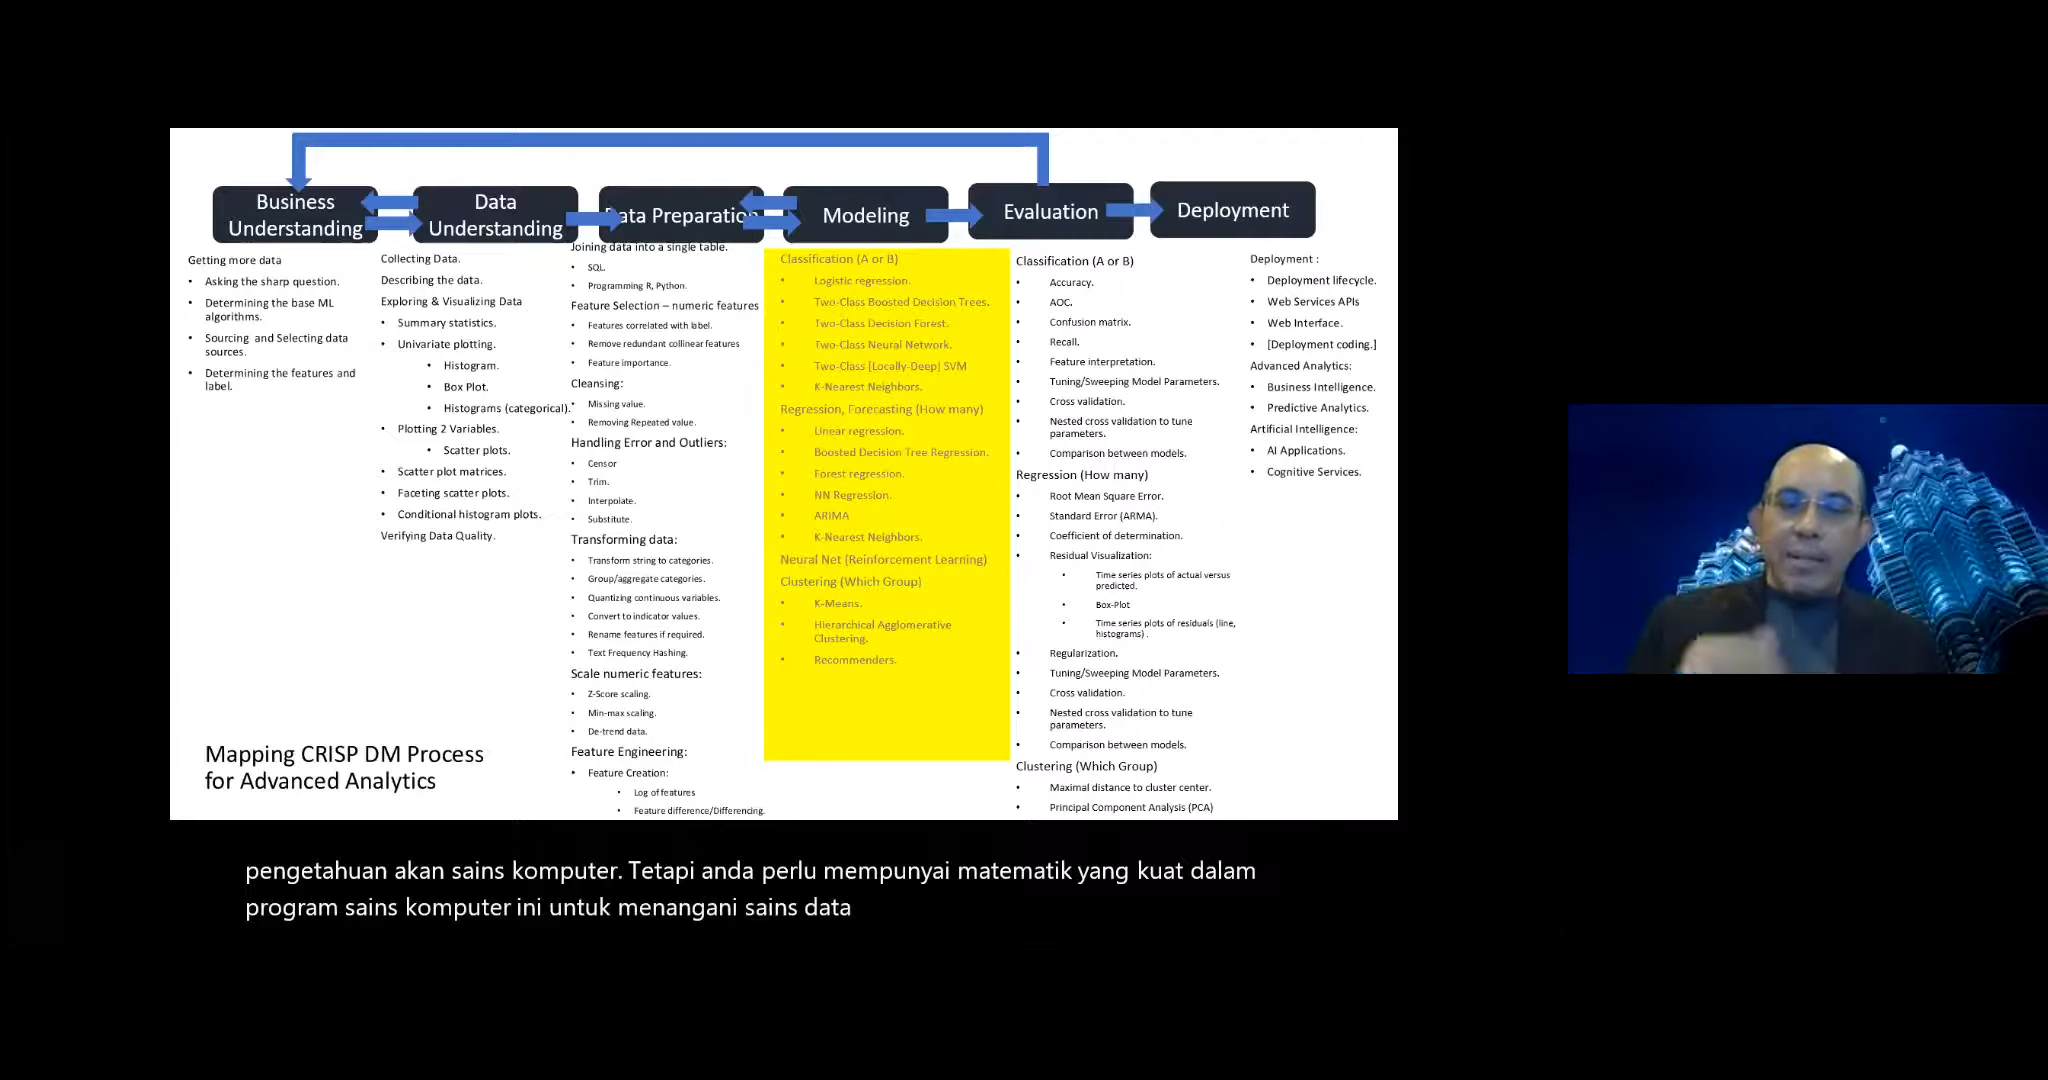 Business
Understanding
Data
Understanding
Data Preparation
Modeling
Evaluation
Deployment
Getting more data
• Asking the sharp question.
• Determining the base ML
algorithms.
• Sourcing and Selecting data
sources.
• Determining the features and
label.
Collecting Data.
Describing the data.
Exploring & Visualizing Data
• Summary statistics.
• Univariate plotting.
• Histogram.
• Box Plot.
• Histograms (categorical).
• Plotting 2 Variables.
• Scatter plots.
• Scatter plot matrices.
• Faceting scatter plots.
• Conditional histogram plots.
Verifying Data Quality.
Joining data into a single table.
• SQL.
• Programming R, Python.
Feature Selection – numeric features
• Features correlated with label.
• Remove redundant collinear features
• Feature importance.
Cleansing:
• Missing value.
• Removing Repeated value.
Handling Error and Outliers:
• Censor
• Trim.
• Interpolate.
• Substitute.
Transforming data:
• Transform string to categories.
• Group/aggregate categories.
• Quantizing continuous variables.
• Convert to indicator values.
• Rename features if required.
• Text Frequency Hashing.
Scale numeric features:
• Z-Score scaling.
• Min-max scaling.
• De-trend data.
Feature Engineering:
• Feature Creation:
• Log of features
• Feature difference/Differencing.
Classification (A or B)
• Logistic regression.
• Two-Class Boosted Decision Trees.
• Two-Class Decision Forest.
• Two-Class Neural Network.
• Two-Class [Locally-Deep] SVM
• K-Nearest Neighbors.
Regression, Forecasting (How many)
• Linear regression.
• Boosted Decision Tree Regression.
• Forest regression.
• NN Regression.
• ARIMA
• K-Nearest Neighbors.
Neural Net (Reinforcement Learning)
Clustering (Which Group)
• K-Means.
• Hierarchical Agglomerative
Clustering.
• Recommenders.
Classification (A or B)
• Accuracy.
• AOC.
• Confusion matrix.
• Recall.
• Feature interpretation.
• Tuning/Sweeping Model Parameters.
• Cross validation.
• Nested cross validation to tune
parameters.
• Comparison between models.
Regression (How many)
• Root Mean Square Error.
• Standard Error (ARMA).
• Coefficient of determination.
• Residual Visualization:
• Time series plots of actual versus
predicted.
• Box-Plot
• Time series plots of residuals (line,
histograms) .
• Regularization.
• Tuning/Sweeping Model Parameters.
• Cross validation.
• Nested cross validation to tune
parameters.
• Comparison between models.
Clustering (Which Group)
• Maximal distance to cluster center.
• Principal Component Analysis (PCA)
Deployment :
• Deployment lifecycle.
• Web Services APIs
• Web Interface.
• [Deployment coding.]
Advanced Analytics:
• Business Intelligence.
• Predictive Analytics.
Artificial Intelligence:
• AI Applications.
• Cognitive Services.
Mapping CRISP DM Process
for Advanced Analytics
pengetahuan akan sains komputer. Tetapi anda perlu mempunyai matematik yang kuat dalam
program sains komputer ini untuk menangani sains data